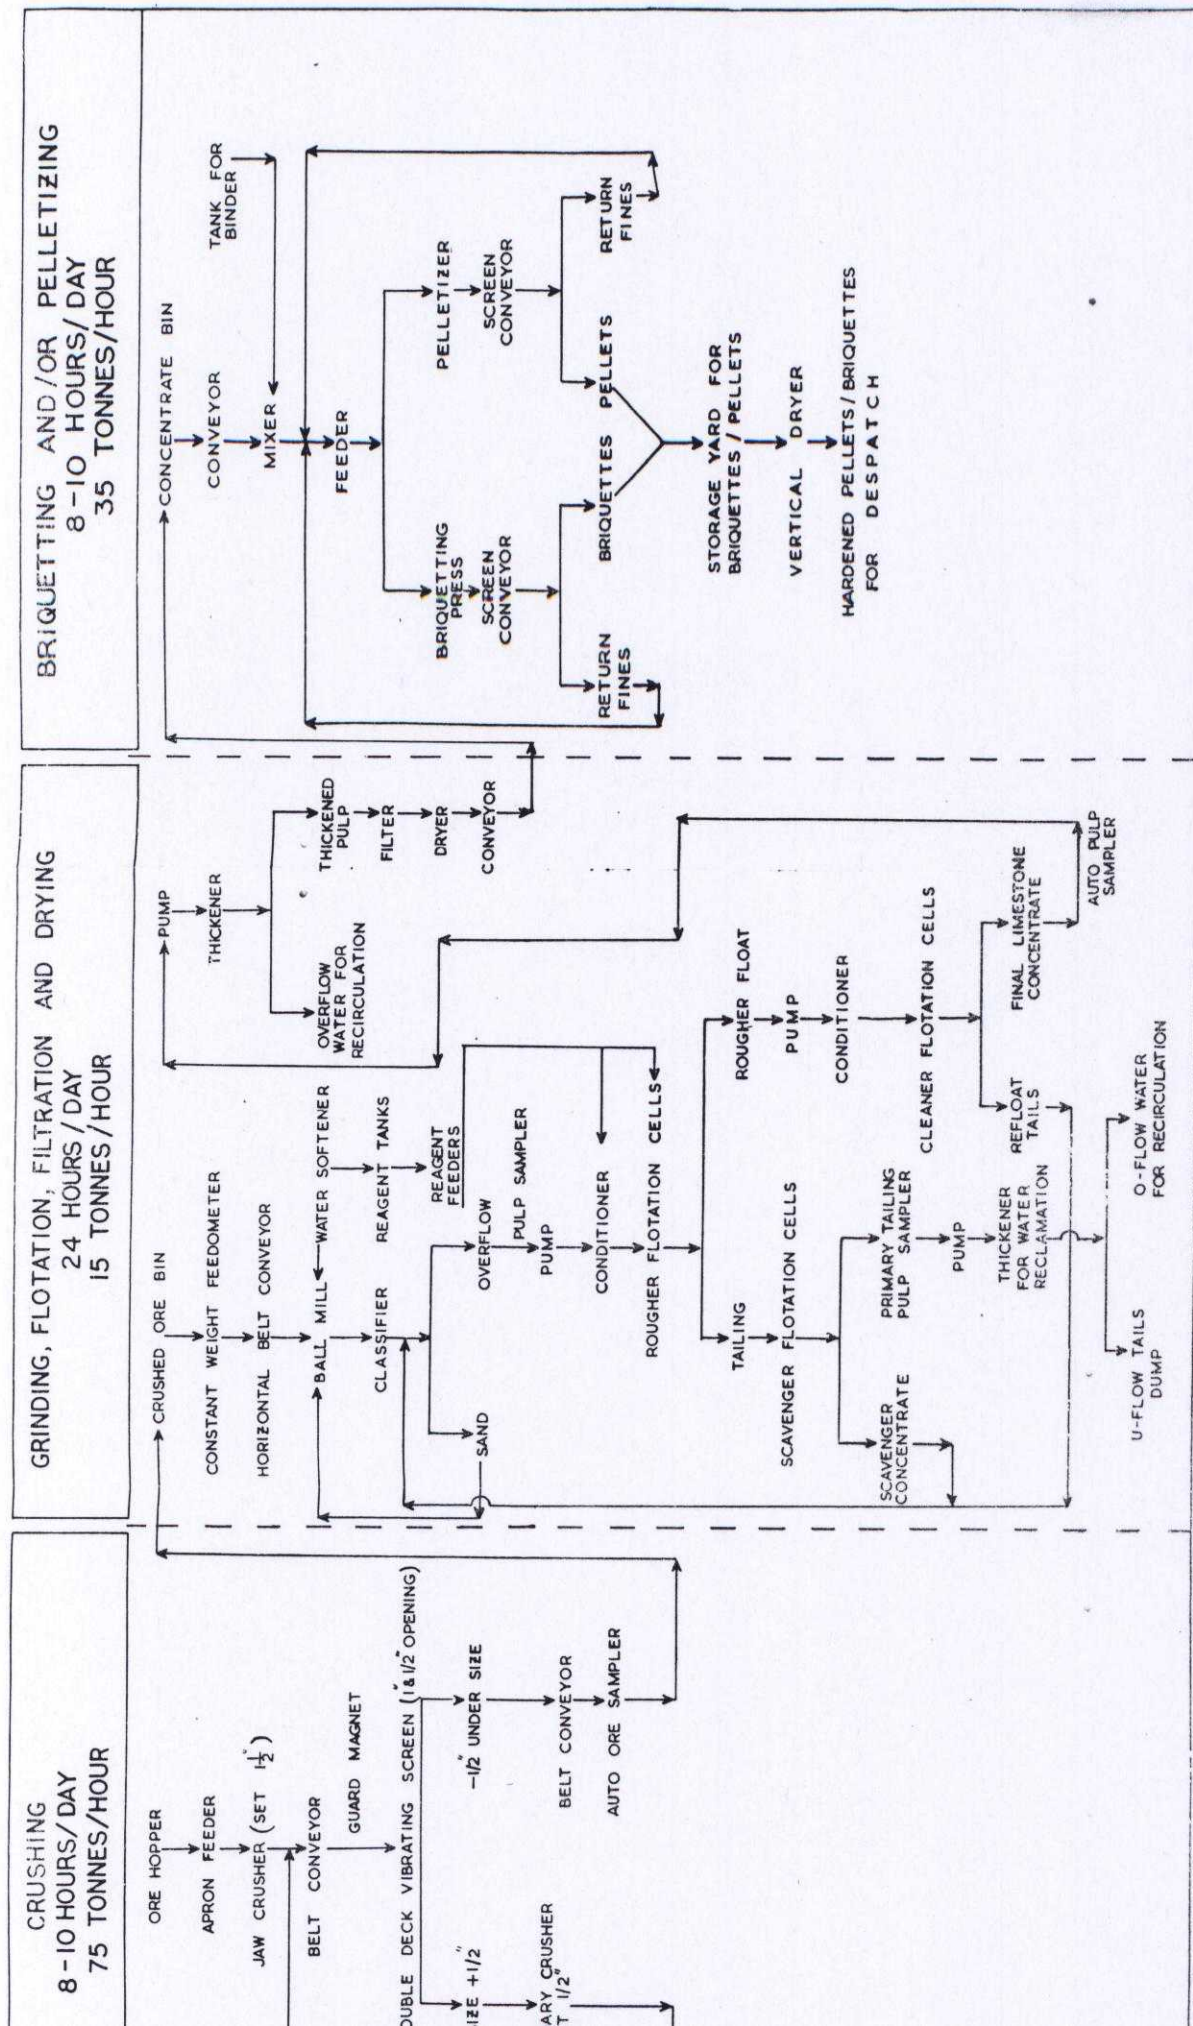 CRUSHING
8-10 HOURS/DAY
75 TONNES/HOUR
ORE HOPPER
APRON FEEDER
JAW CRUSHER (SET 1½")
BELT CONVEYOR
GUARD MAGNET
DECK VIBRATING SCREEN (1"&1/2" OPENING)
+1/2"
-1/2" UNDER SIZE
CRUSHER
1/2"
BELT CONVEYOR
AUTO ORE SAMPLER
GRINDING, FLOTATION, FILTRATION AND DRYING
24 HOURS/DAY
15 TONNES/HOUR
CRUSHED ORE BIN
CONSTANT WEIGHT FEEDOMETER
HORIZONTAL BELT CONVEYOR
BALL MILL
WATER SOFTENER
CLASSIFIER
REAGENT TANKS
REAGENT
FEEDERS
SAND
OVERFLOW
PULP SAMPLER
PUMP
CONDITIONER
ROUGHER FLOTATION CELLS
TAILING
ROUGHER FLOAT
SCAVENGER FLOTATION CELLS
PUMP
CONDITIONER
SCAVENGER
CONCENTRATE
PRIMARY TAILING
PULP SAMPLER
CLEANER FLOTATION CELLS
PUMP
THICKENER
FOR WATER
RECLAMATION
REFLOAT
TAILS
FINAL LIMESTONE
CONCENTRATE
AUTO PULP
SAMPLER
U-FLOW TAILS
DUMP
O-FLOW WATER
FOR RECIRCULATION
PUMP
THICKENER
OVERFLOW
WATER FOR
RECIRCULATION
THICKENED
PULP
FILTER
DRYER
CONVEYOR
BRIQUETTING AND/OR PELLETIZING
8-10 HOURS/DAY
35 TONNES/HOUR
CONCENTRATE BIN
CONVEYOR
TANK FOR
BINDER
MIXER
FEEDER
BRIQUETTING
PRESS
PELLETIZER
SCREEN
CONVEYOR
SCREEN
CONVEYOR
RETURN
FINES
BRIQUETTES
PELLETS
RETURN
FINES
STORAGE YARD FOR
BRIQUETTES/PELLETS
VERTICAL DRYER
HARDENED PELLETS/BRIQUETTES
FOR DESPATCH